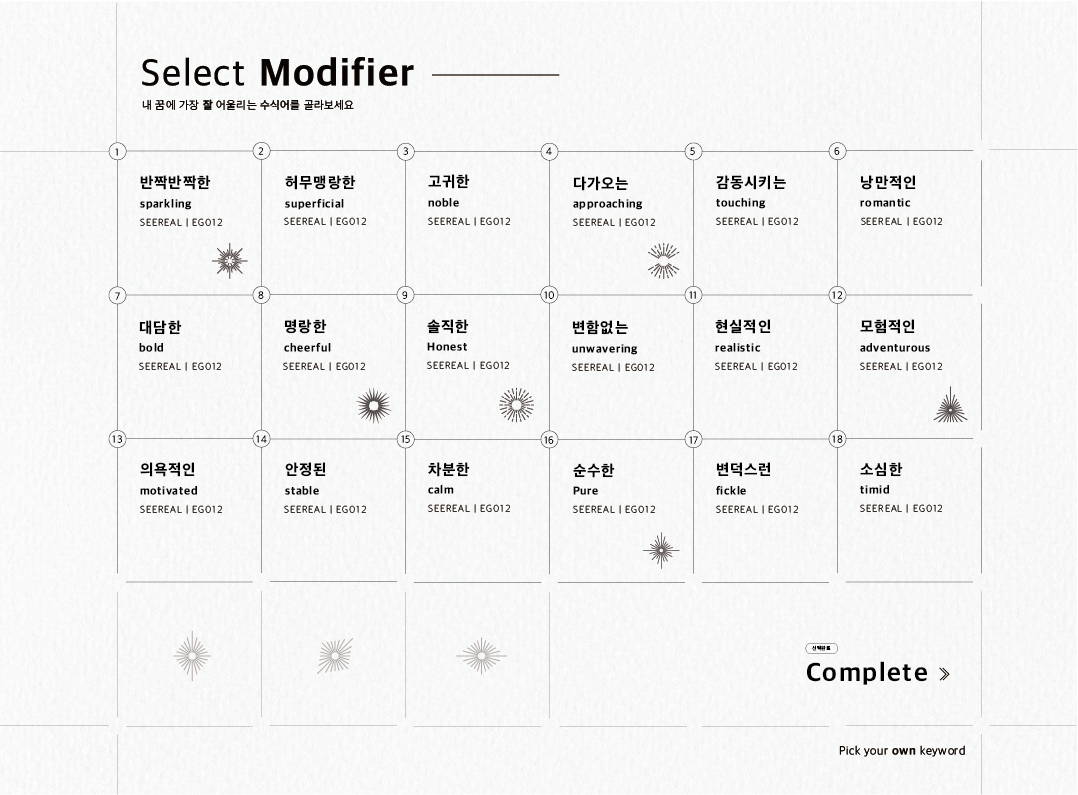 Select Modifier
내 꿈에 가장 잘 어울리는 수식어를 골라보세요
1
2
3
4
5
6
반짝반짝한
sparkling
SEEREAL | EG012
허무맹랑한
superficial
SEEREAL | EG012
고귀한
noble
SEEREAL | EG012
다가오는
approaching
SEEREAL | EG012
감동시키는
touching
SEEREAL | EG012
낭만적인
romantic
SEEREAL | EG012
7
8
9
10
11
12
대담한
bold
SEEREAL | EG012
명랑한
cheerful
SEEREAL | EG012
솔직한
Honest
SEEREAL | EG012
변함없는
unwavering
SEEREAL | EG012
현실적인
realistic
SEEREAL | EG012
모험적인
adventurous
SEEREAL | EG012
13
14
15
16
17
18
의욕적인
motivated
SEEREAL | EG012
안정된
stable
SEEREAL | EG012
차분한
calm
SEEREAL | EG012
순수한
Pure
SEEREAL | EG012
변덕스런
fickle
SEEREAL | EG012
소심한
timid
SEEREAL | EG012
선택완료
Complete
Pick your own keyword